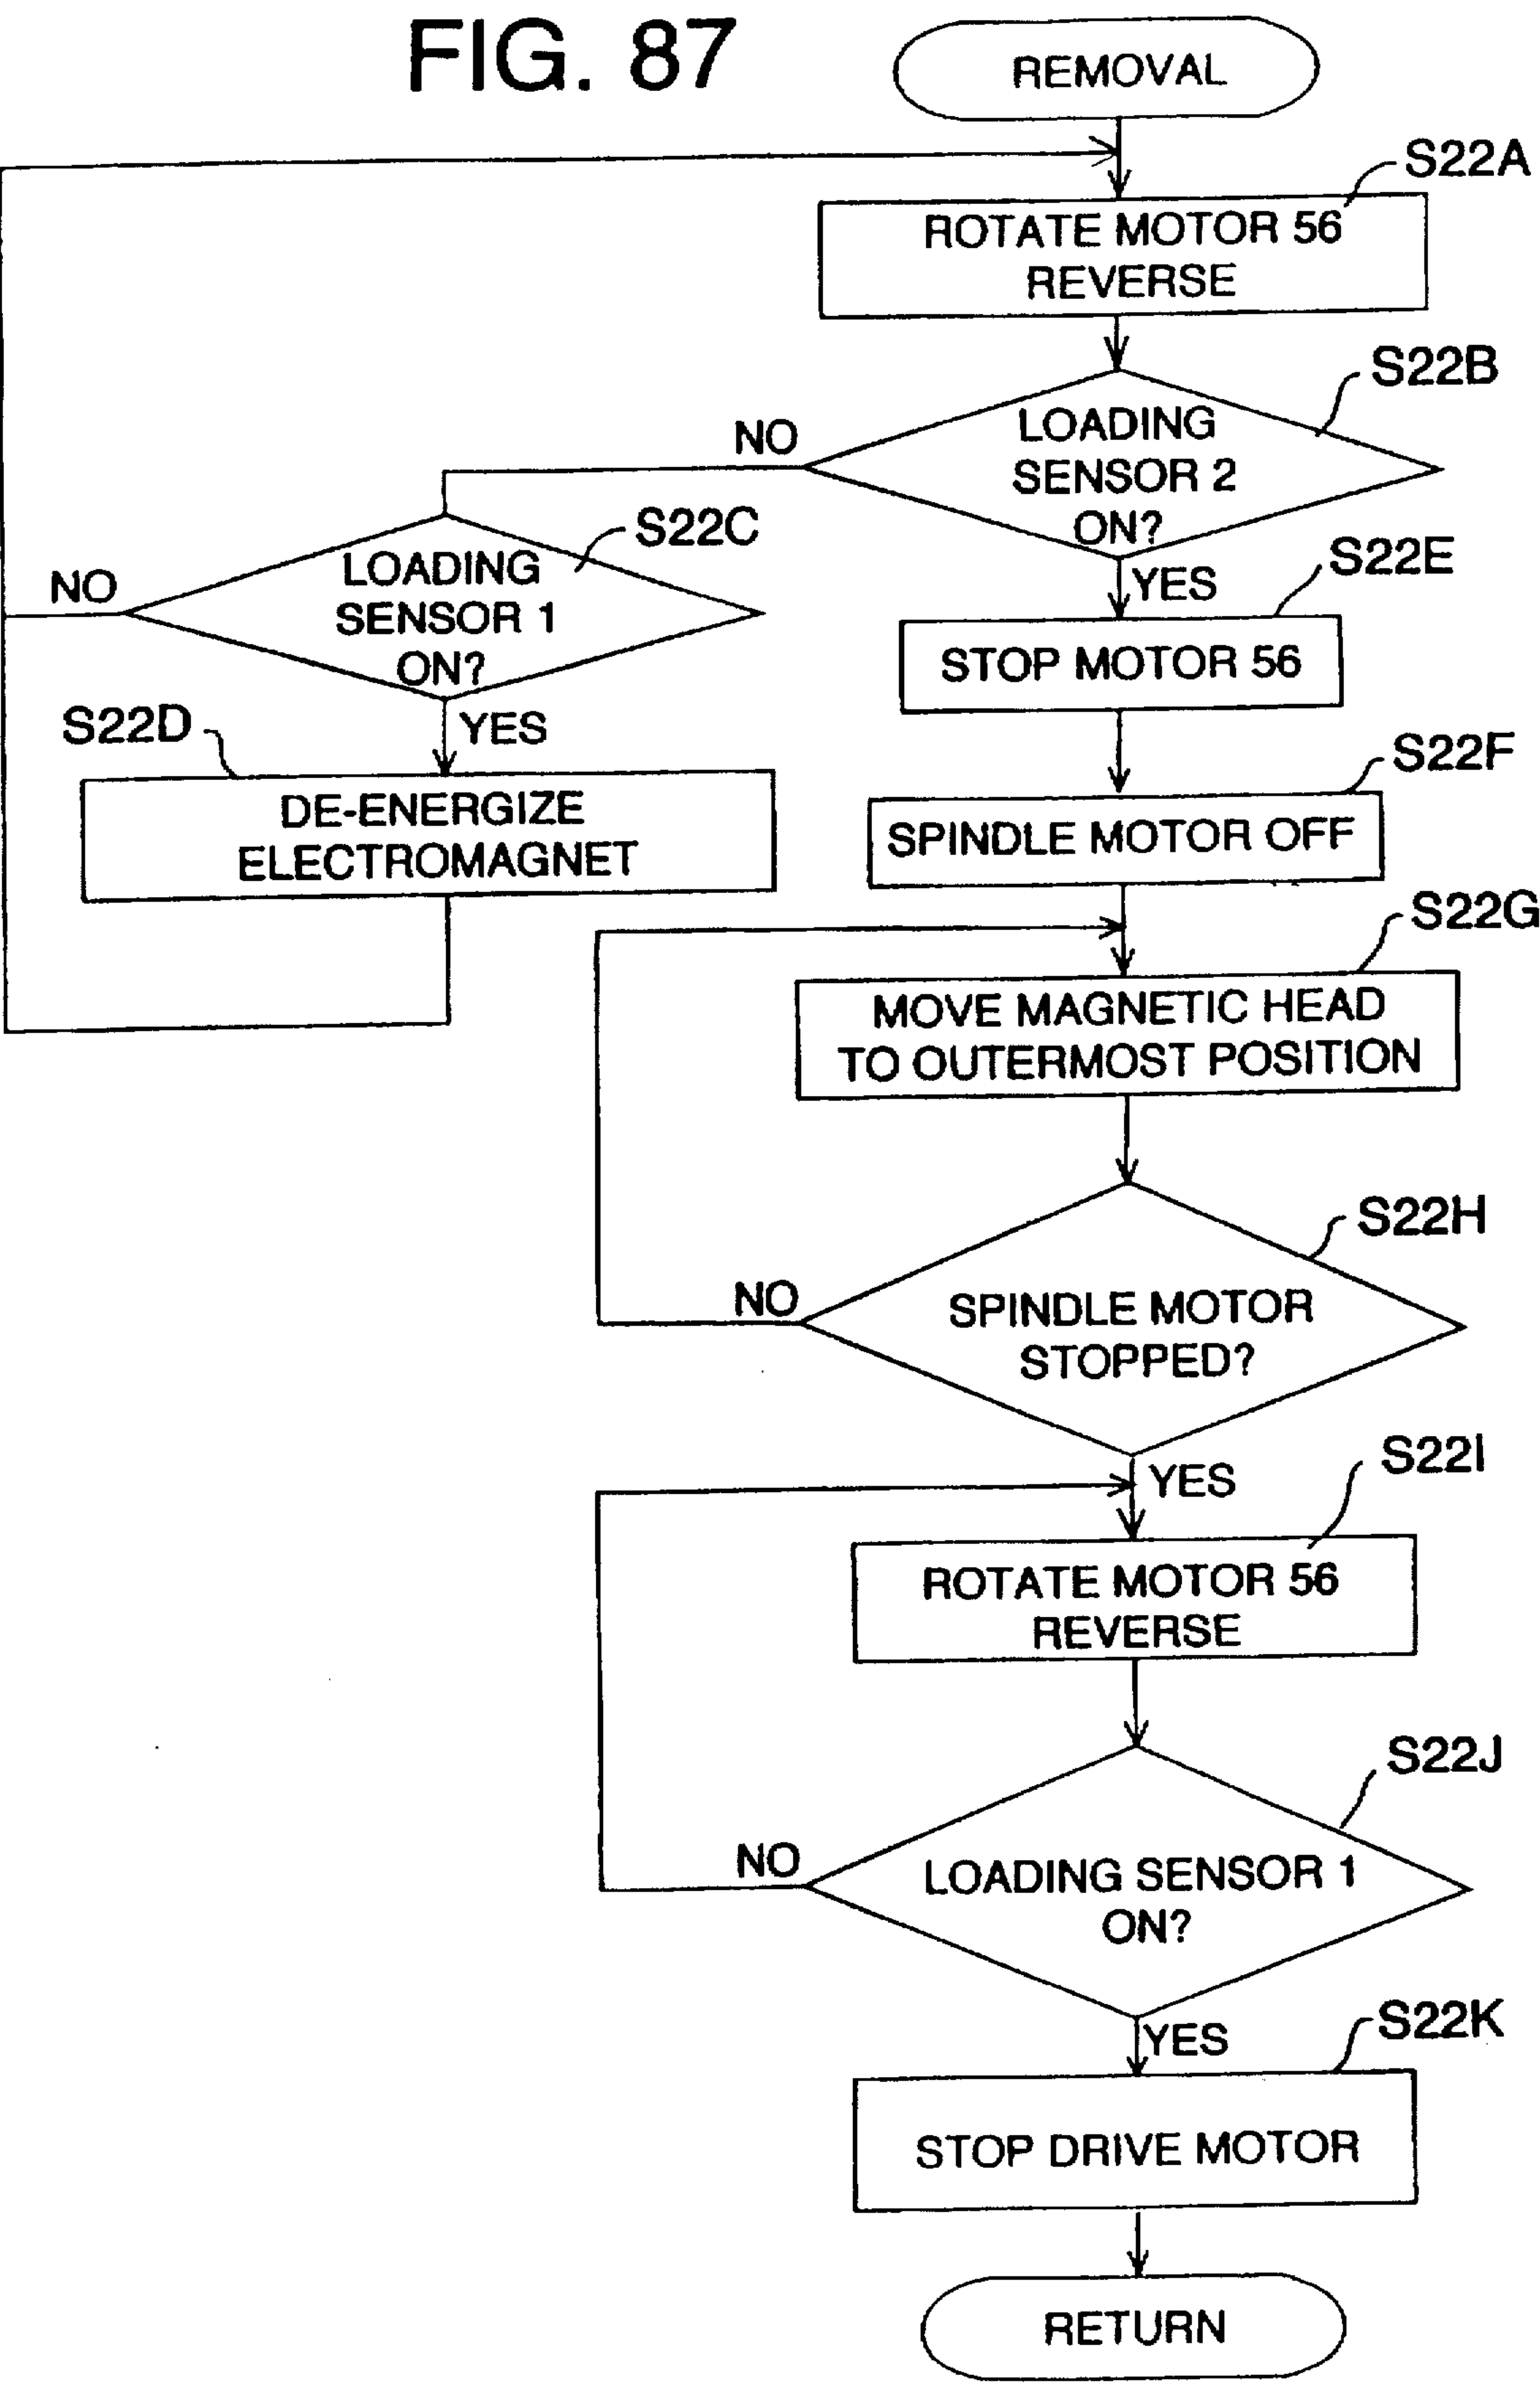 FIG. 87
REMOVAL
S22A
ROTATE MOTOR 56
REVERSE
S22B
LOADING
SENSOR 2
ON?
NO
YES
S22C
LOADING
SENSOR 1
ON?
NO
YES
S22D
DE-ENERGIZE
ELECTROMAGNET
S22E
STOP MOTOR 56
S22F
SPINDLE MOTOR OFF
S22G
MOVE MAGNETIC HEAD
TO OUTERMOST POSITION
S22H
SPINDLE MOTOR
STOPPED?
NO
YES
S22I
ROTATE MOTOR 56
REVERSE
S22J
LOADING SENSOR 1
ON?
NO
YES
S22K
STOP DRIVE MOTOR
RETURN